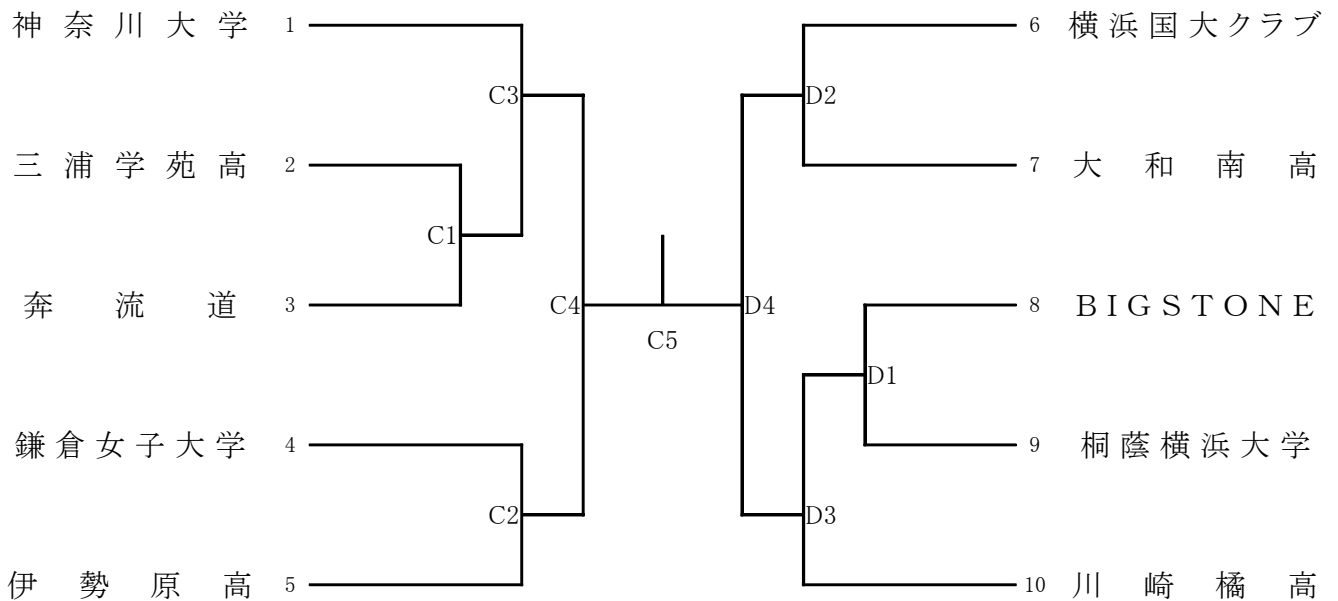 神奈川大学 1 6 横浜国大クラブ
C3 D2
三浦学苑高 2 7 大和南高
C1
奔流道 3 C4 D4 8 BIGSTONE
C5
D1
鎌倉女子大学 4 9 桐蔭横浜大学
C2 D3
伊勢原高 5 10 川崎橘高